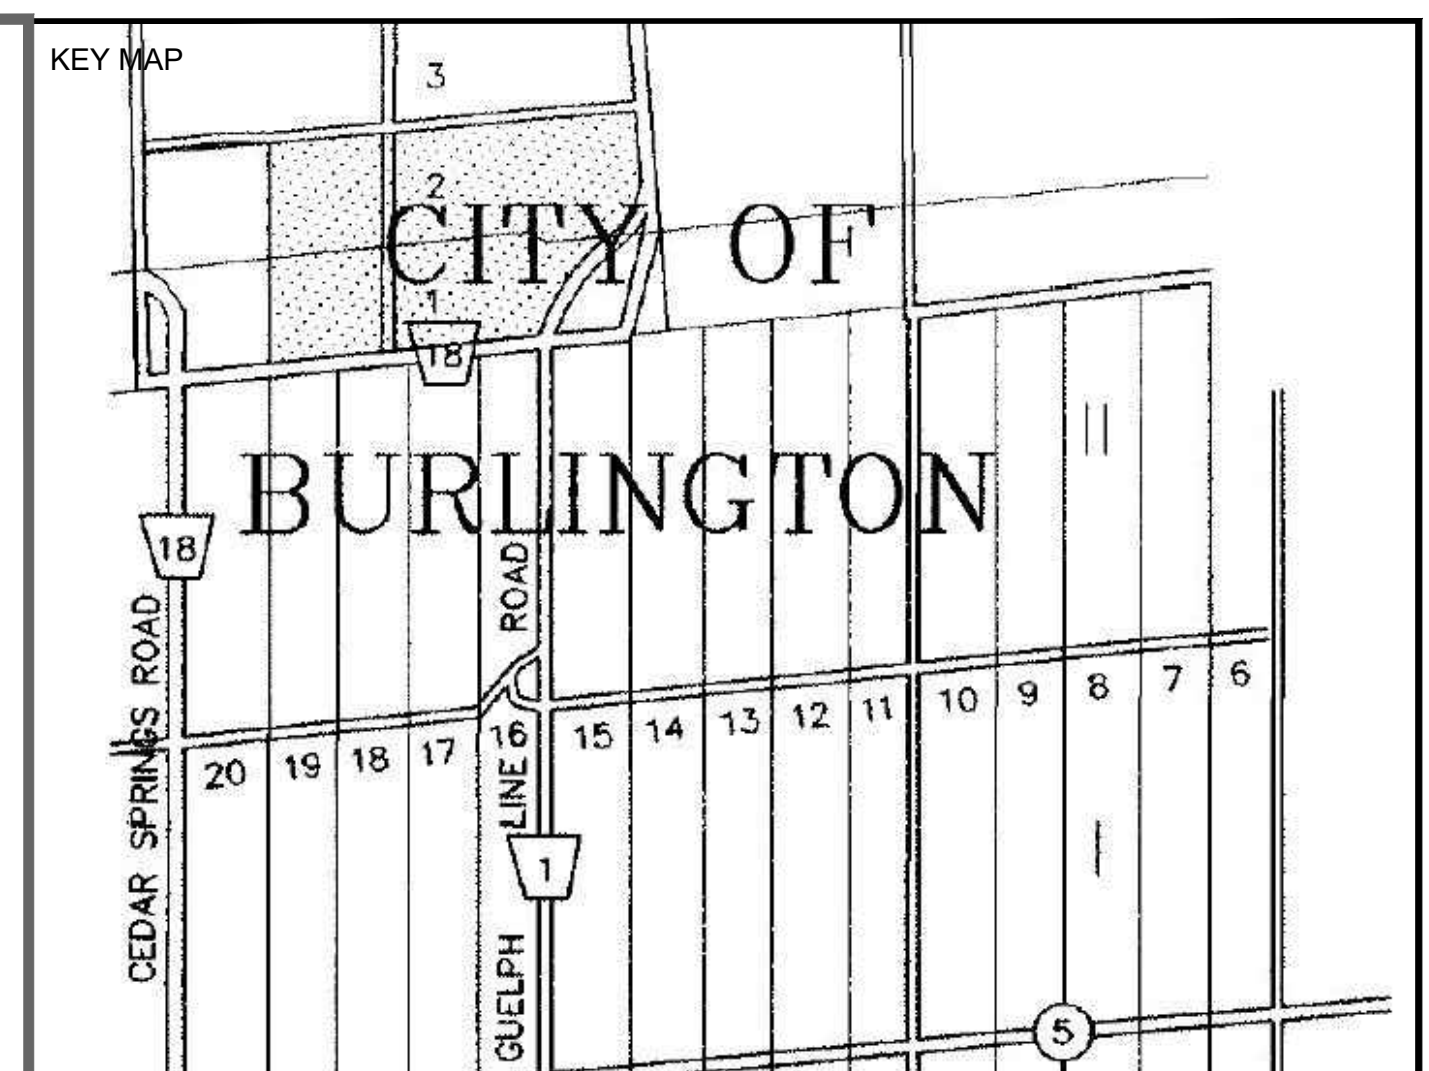 KEY MAP
3
2
CITY OF
1
18
BURLINGTON
18
CEDAR SPRINGS ROAD
GUELPH LINE ROAD
II
20 19 18 17 16 15 14 13 12 11 10 9 8 7 6
1
I
5